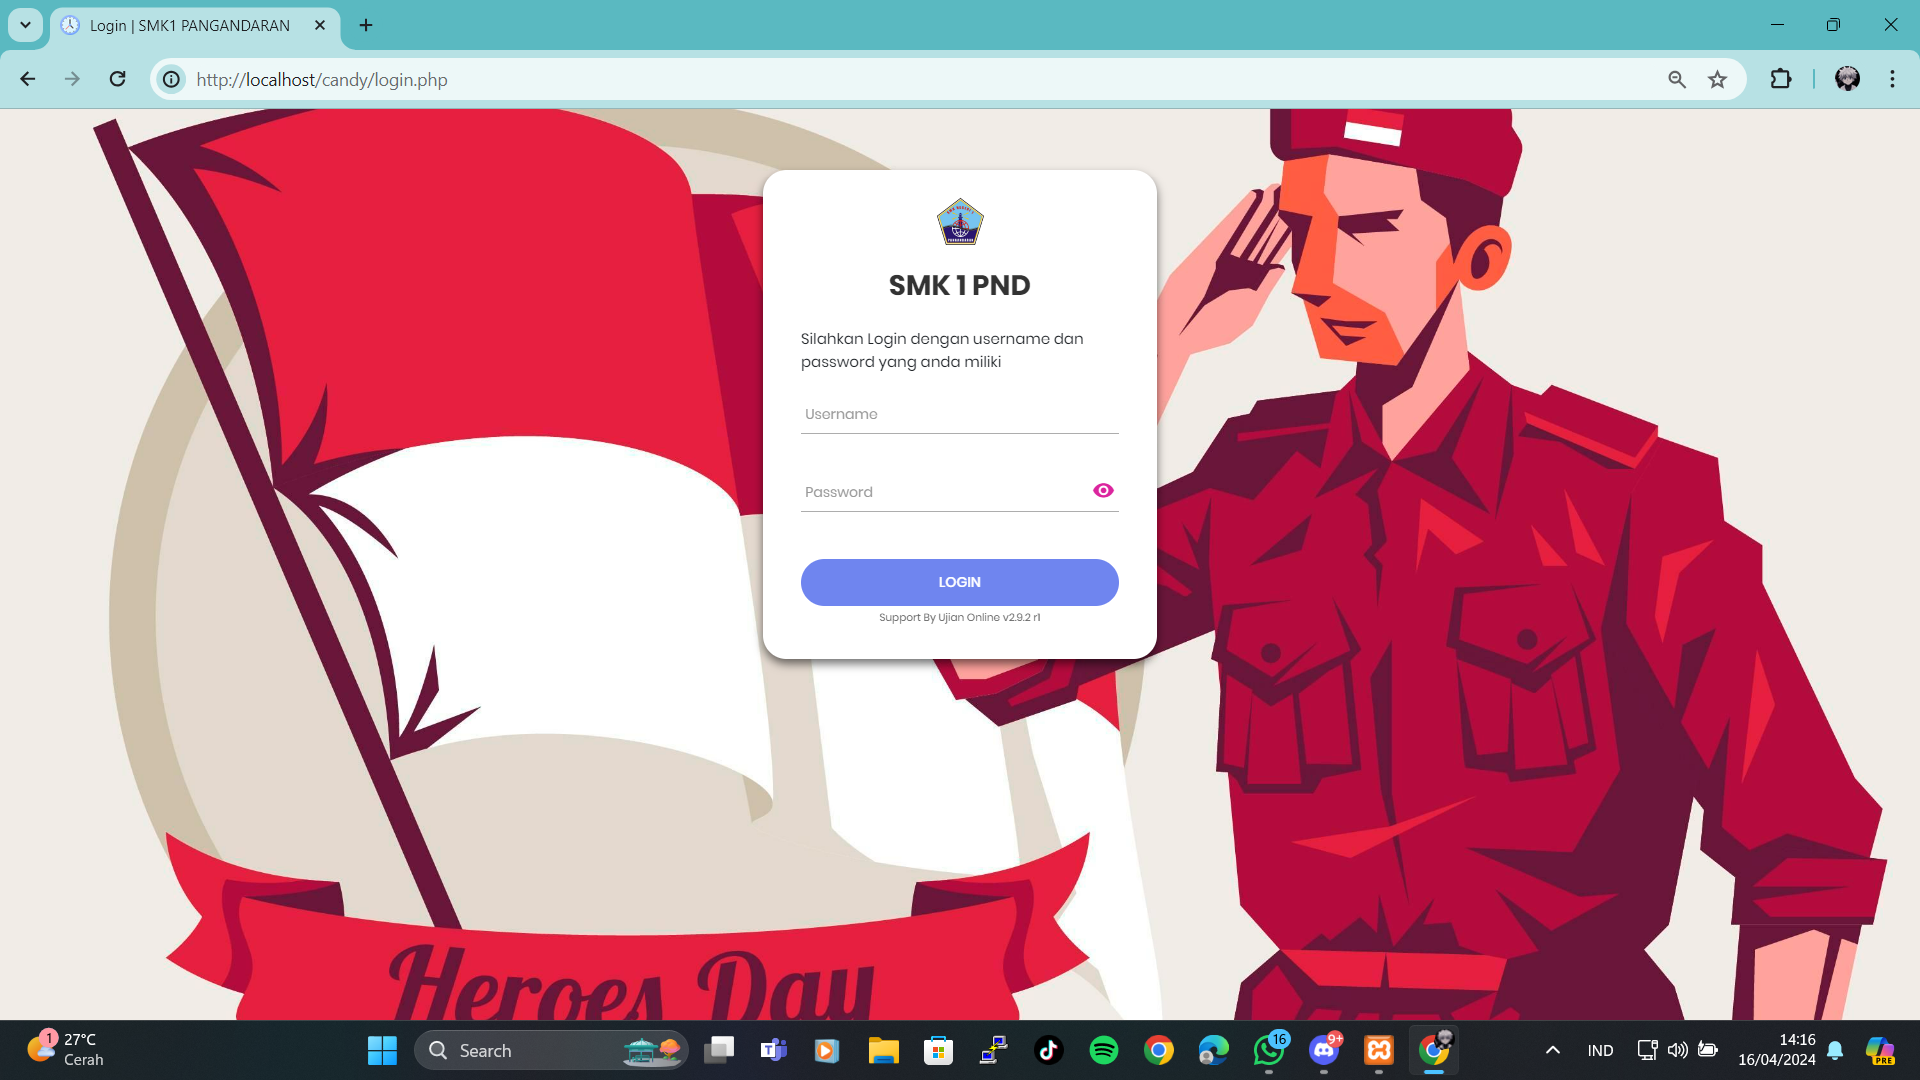 Login | SMK1 PANGANDARAN
http://localhost/candy/login.php
SMK 1 PND
Silahkan Login dengan username dan
password yang anda miliki
Username
Password
LOGIN
Support By Ujian Online v2.9.2 r1
Heroes Day
1
27°C
Cerah
Search
16
9+
IND
14:16
16/04/2024
PRE